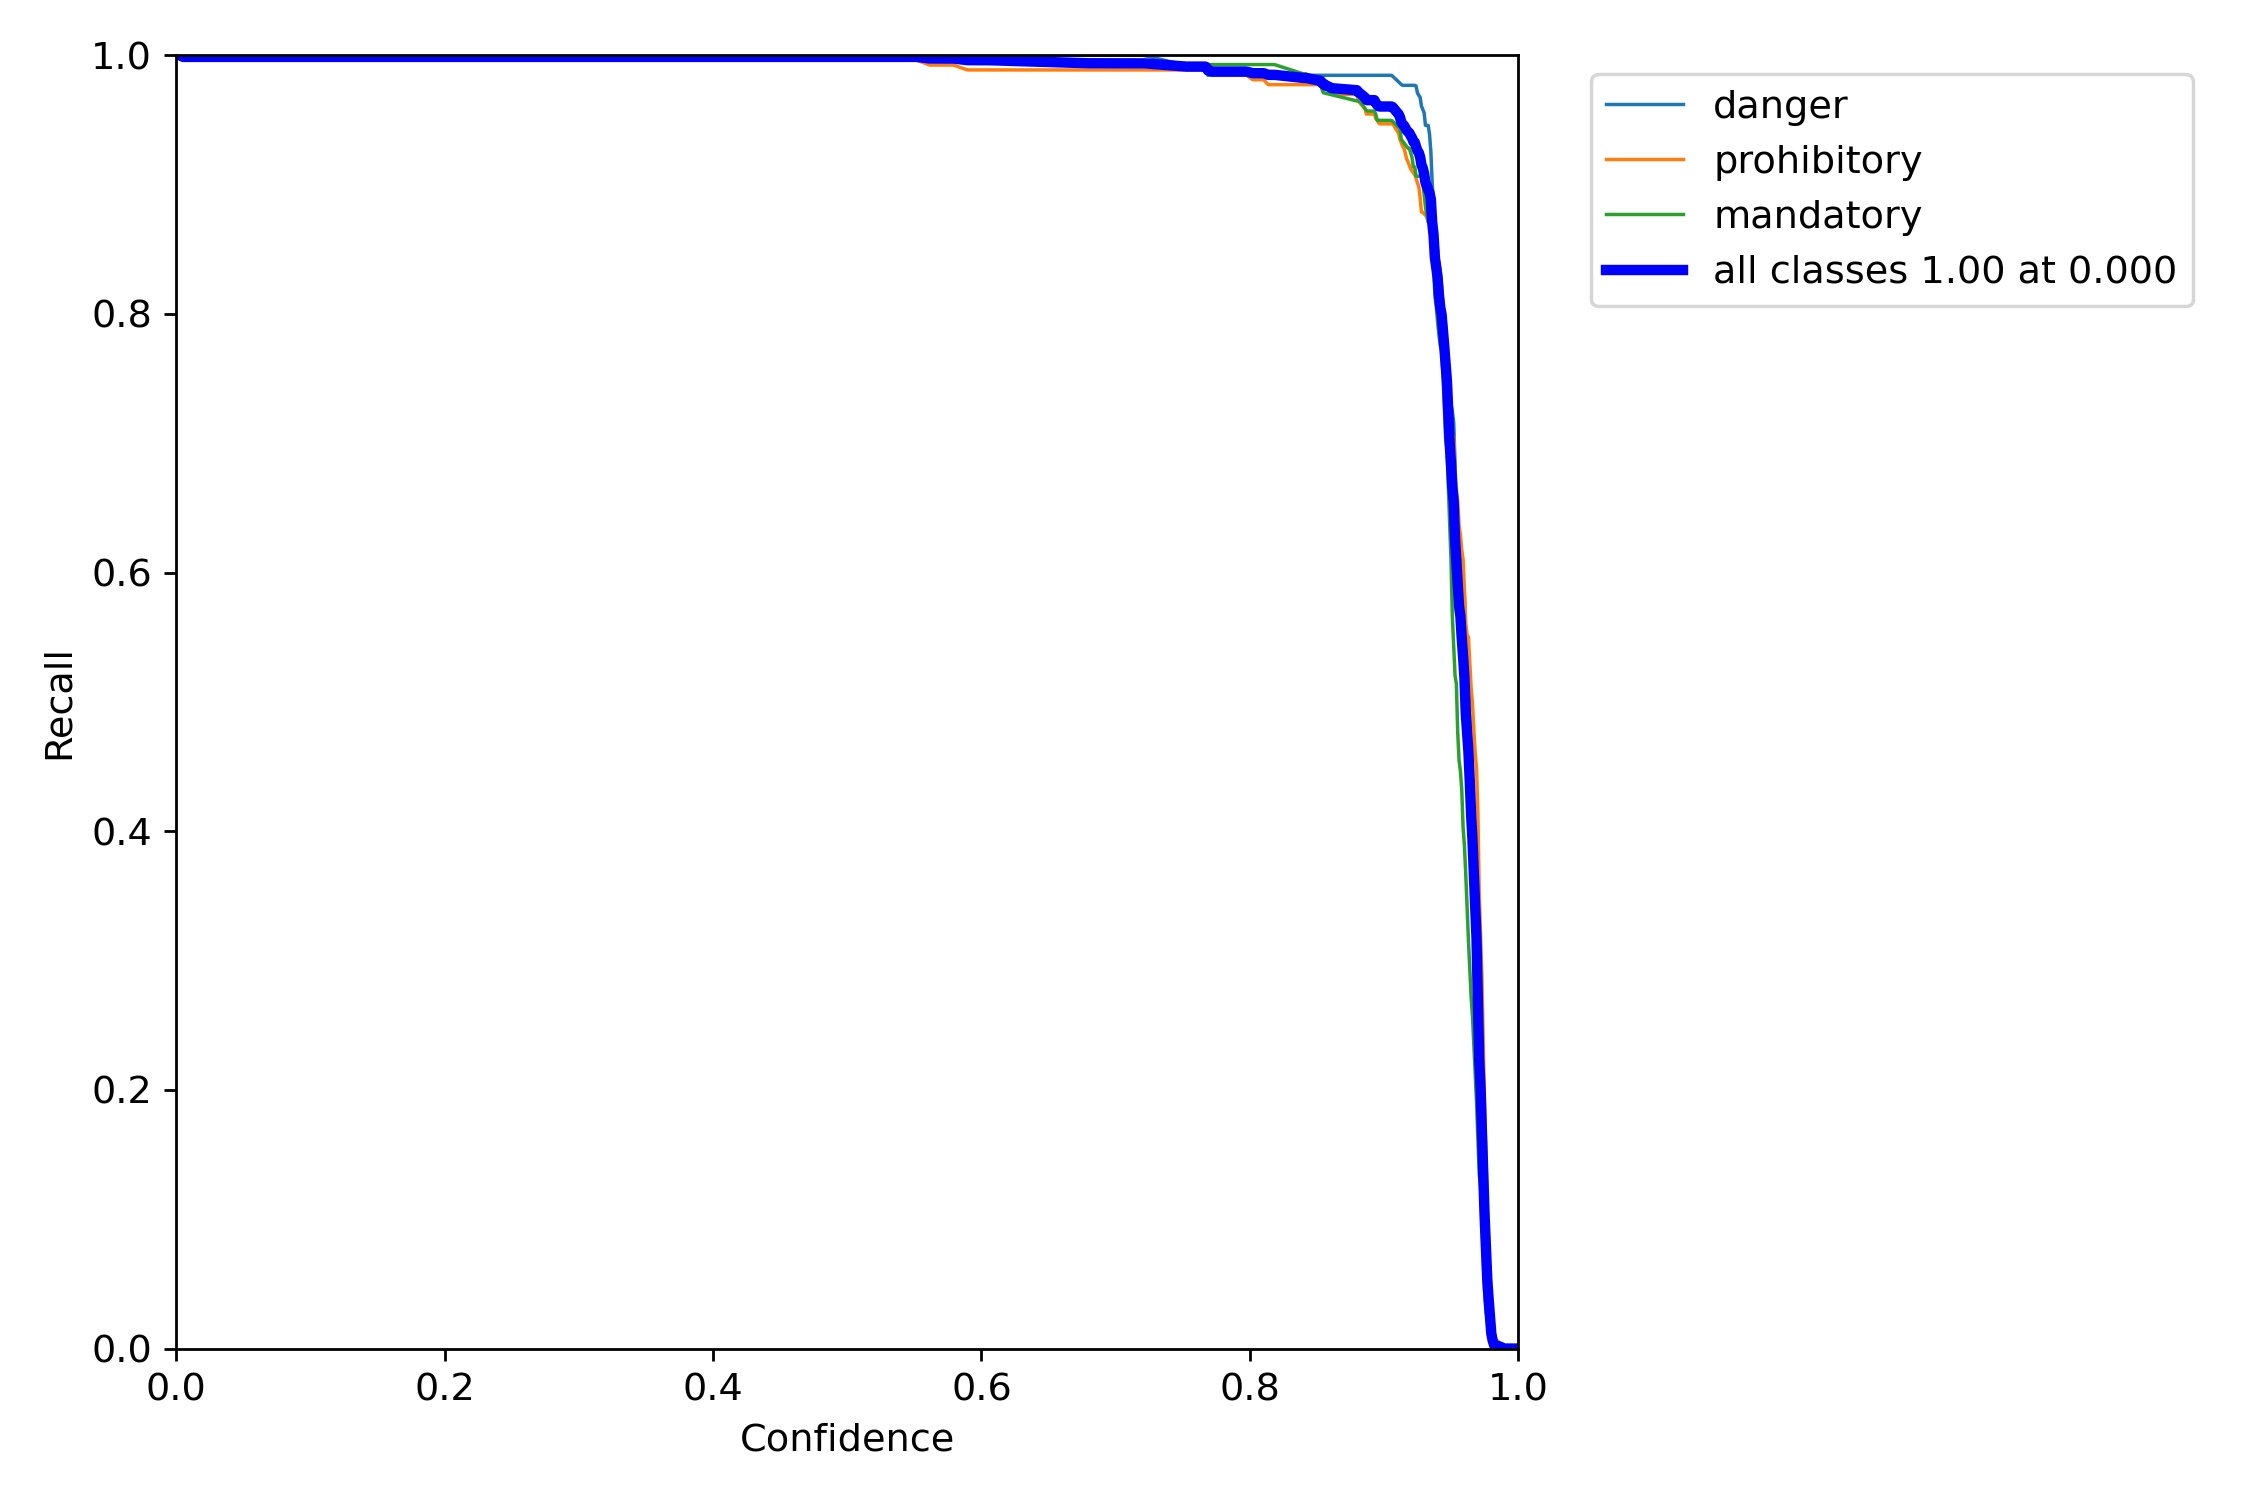 1.0
0.8
0.6
0.4
0.2
0.0
Recall
0.0 0.2 0.4 0.6 0.8 1.0
Confidence
danger
prohibitory
mandatory
all classes 1.00 at 0.000